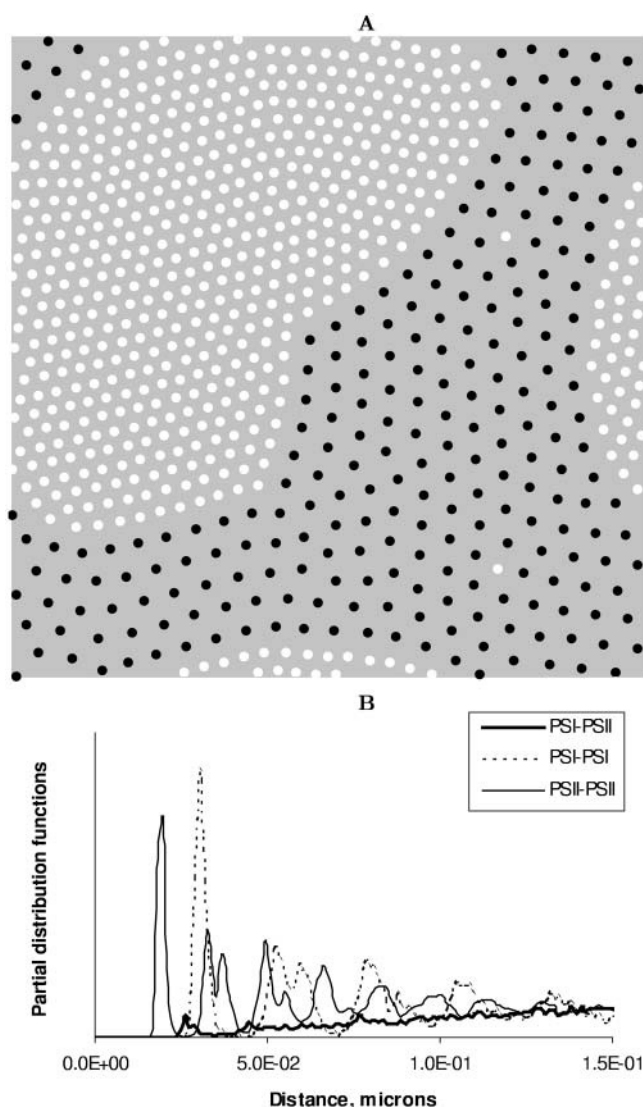 A
B
PSI-PSII
PSI-PSI
PSII-PSII
Partial distribution functions
0.0E+00 5.0E-02 1.0E-01 1.5E-01
Distance, microns